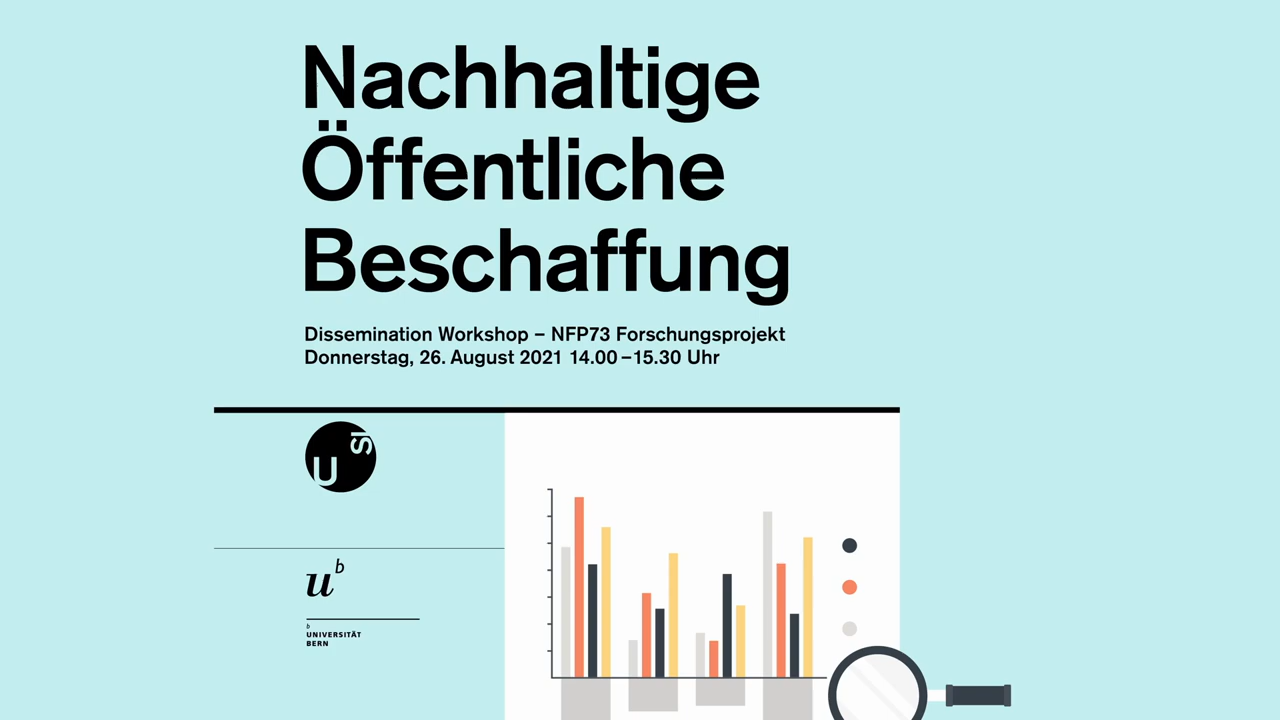 Nachhaltige
Öffentliche
Beschaffung
Dissemination Workshop – NFP73 Forschungsprojekt
Donnerstag, 26. August 2021 14.00–15.30 Uhr
U SI
u b
b
UNIVERSITÄT
BERN